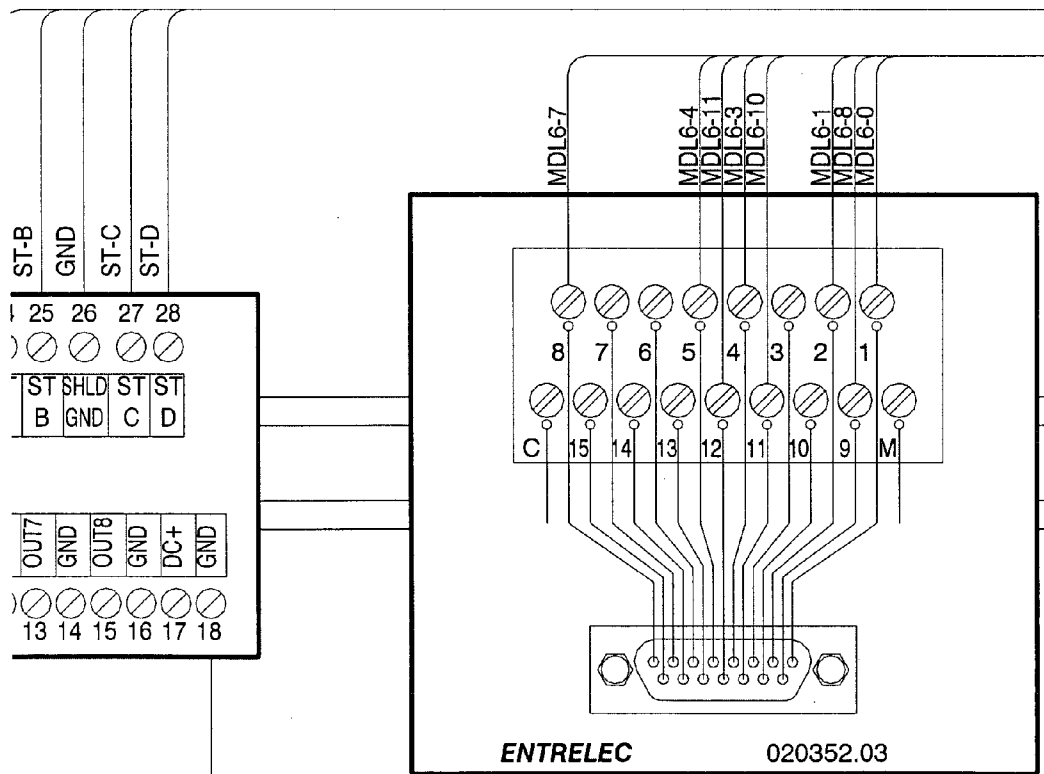 MDL6-7
MDL6-4
MDL6-11
MDL6-3
MDL6-10
MDL6-1
MDL6-8
MDL6-0
ST-B
GND
ST-C
ST-D
25 26 27 28
ST SHLD ST ST
B GND C D
8 7 6 5 4 3 2 1
C 15 14 13 12 11 10 9 M
OUT7
GND
OUT8
GND
DC+
GND
13 14 15 16 17 18
ENTRELEC 020352.03